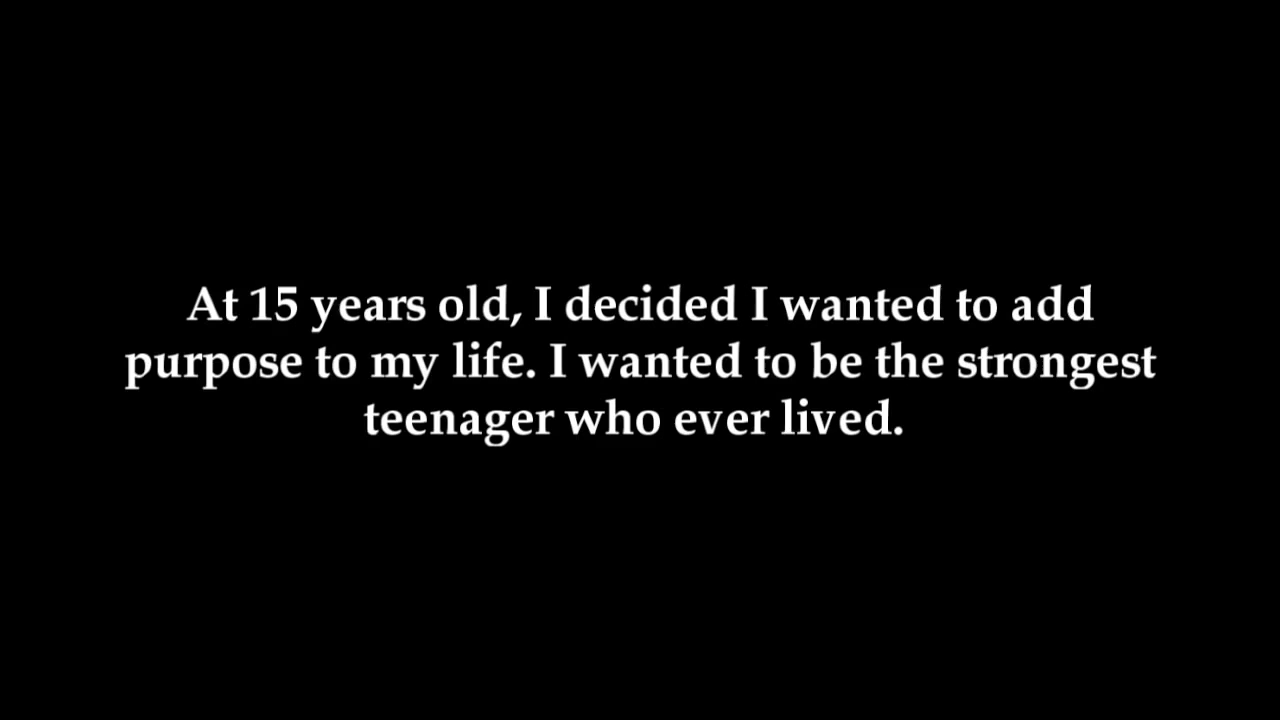 At 15 years old, I decided I wanted to add
purpose to my life. I wanted to be the strongest
teenager who ever lived.